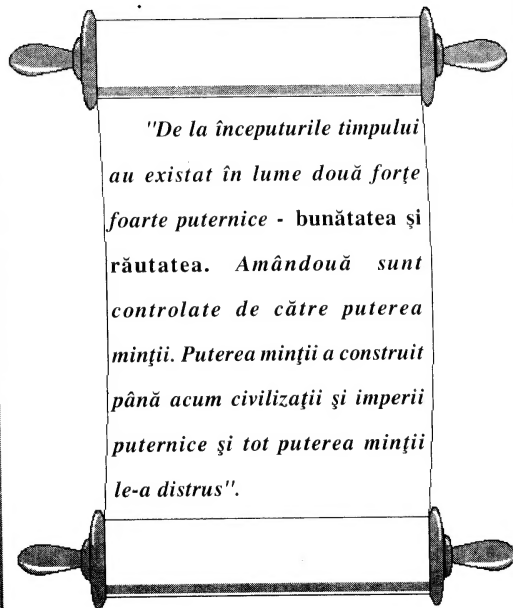 "De la începuturile timpului
au existat în lume două forţe
foarte puternice - bunătatea şi
răutatea. Amândouă sunt
controlate de către puterea
minţii. Puterea minţii a construit
până acum civilizaţii şi imperii
puternice şi tot puterea minţii
le-a distrus".